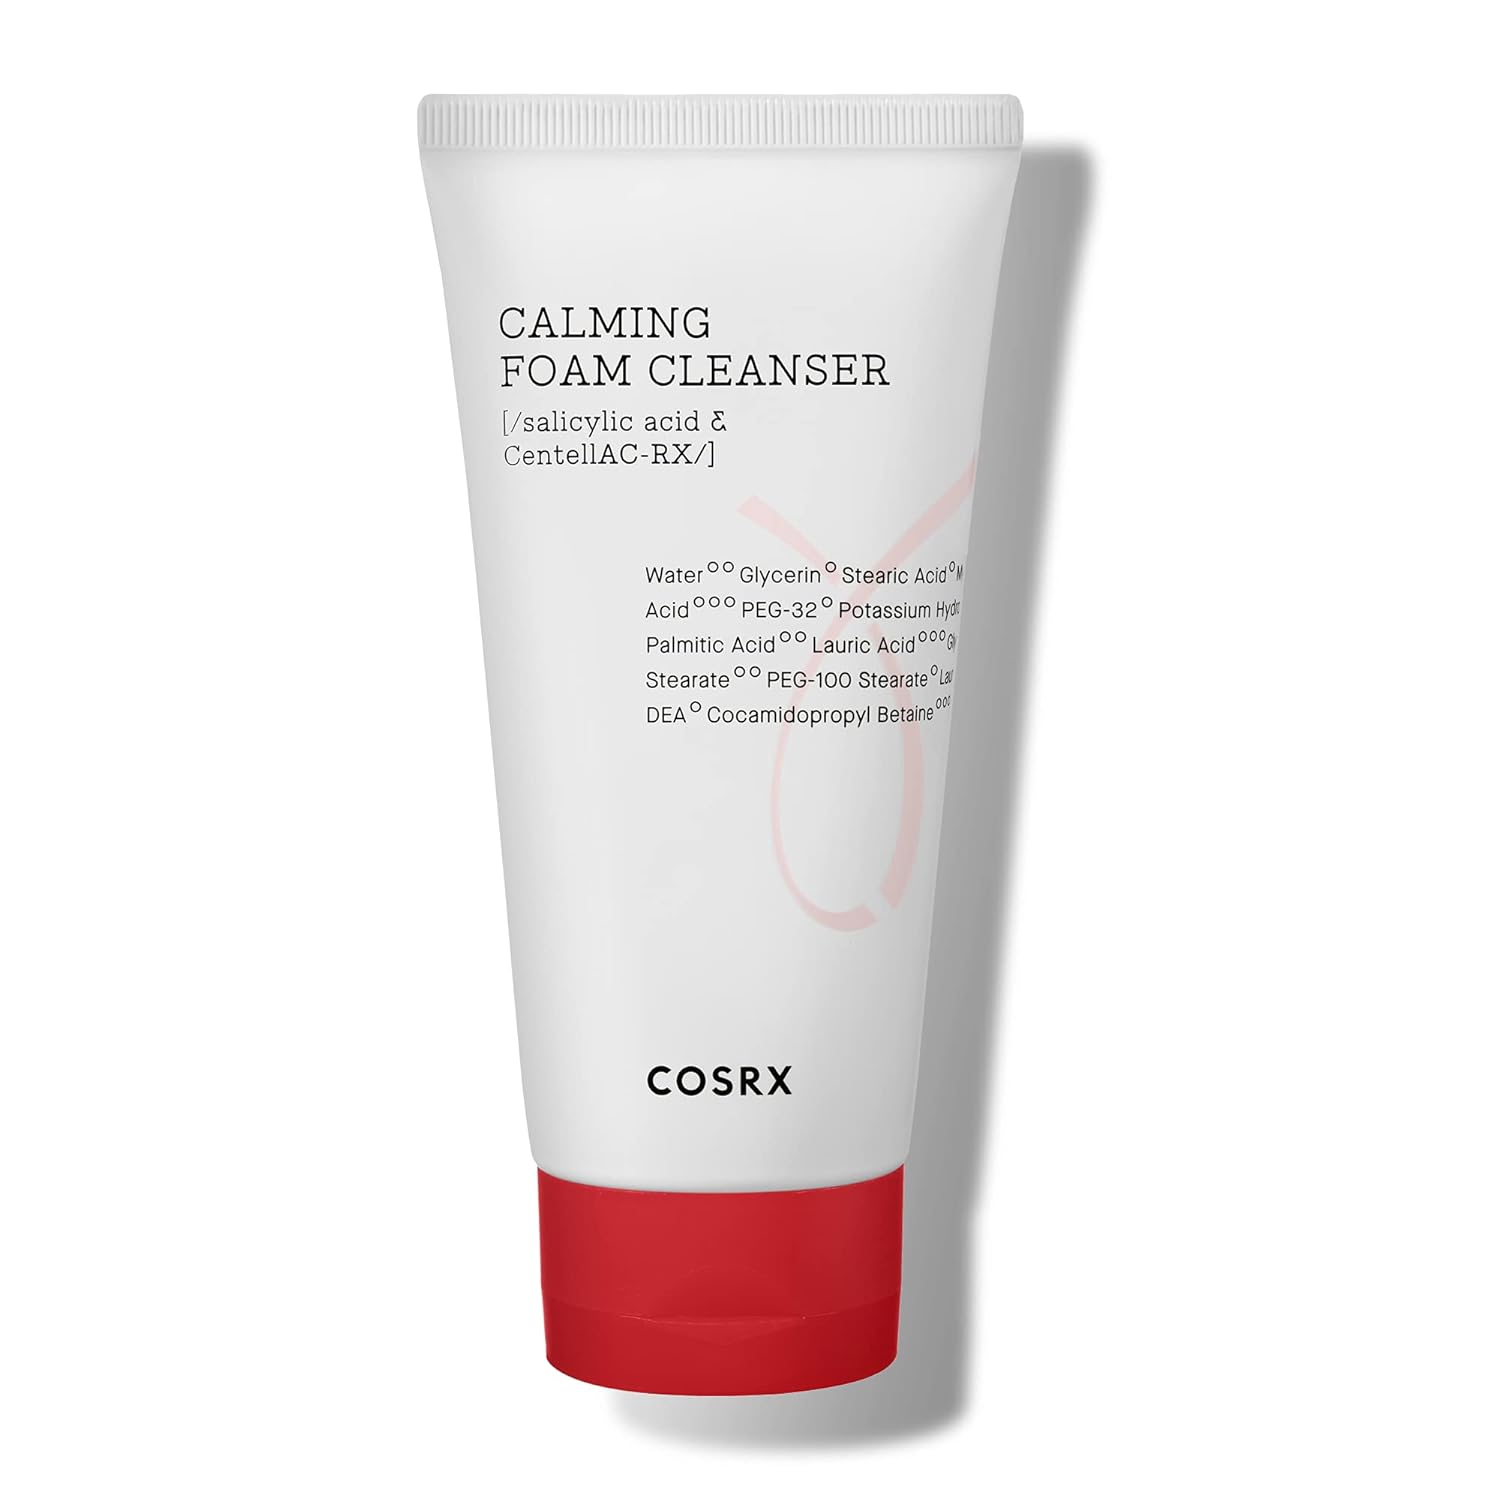 CALMING
FOAM CLEANSER
[/salicylic acid &
CentellAC-RX/]
Water°° Glycerin° Stearic Acid°
Acid°°° PEG-32° Potassium
Palmitic Acid°° Lauric Acid°°°
Stearate°° PEG-100 Stearate°
DEA° Cocamidopropyl Betaine°°°
COSRX